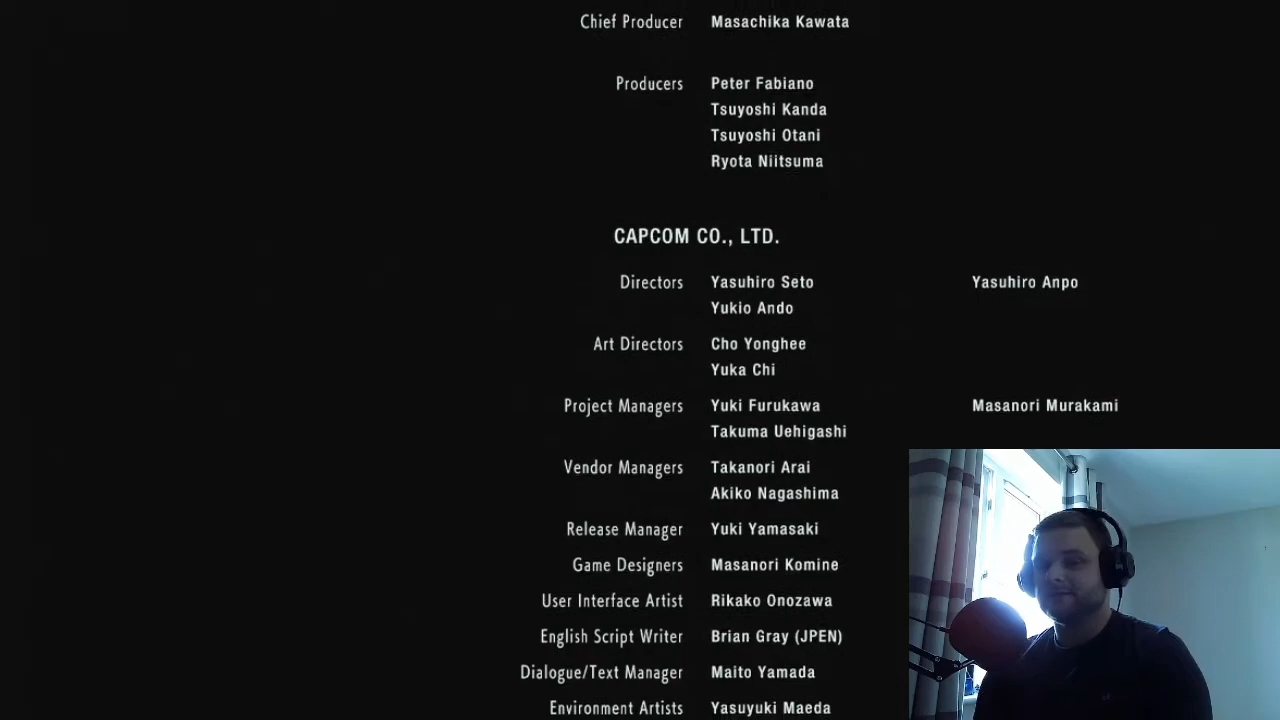 Chief Producer Masachika Kawata
Producers Peter Fabiano
Tsuyoshi Kanda
Tsuyoshi Otani
Ryota Niitsuma
CAPCOM CO., LTD.
Directors Yasuhiro Seto Yasuhiro Anpo
Yukio Ando
Art Directors Cho Yonghee
Yuka Chi
Project Managers Yuki Furukawa Masanori Murakami
Takuma Uehigashi
Vendor Managers Takanori Arai
Akiko Nagashima
Release Manager Yuki Yamasaki
Game Designers Masanori Komine
User Interface Artist Rikako Onozawa
English Script Writer Brian Gray (JPEN)
Dialogue/Text Manager Maito Yamada
Environment Artists Yasuyuki Maeda